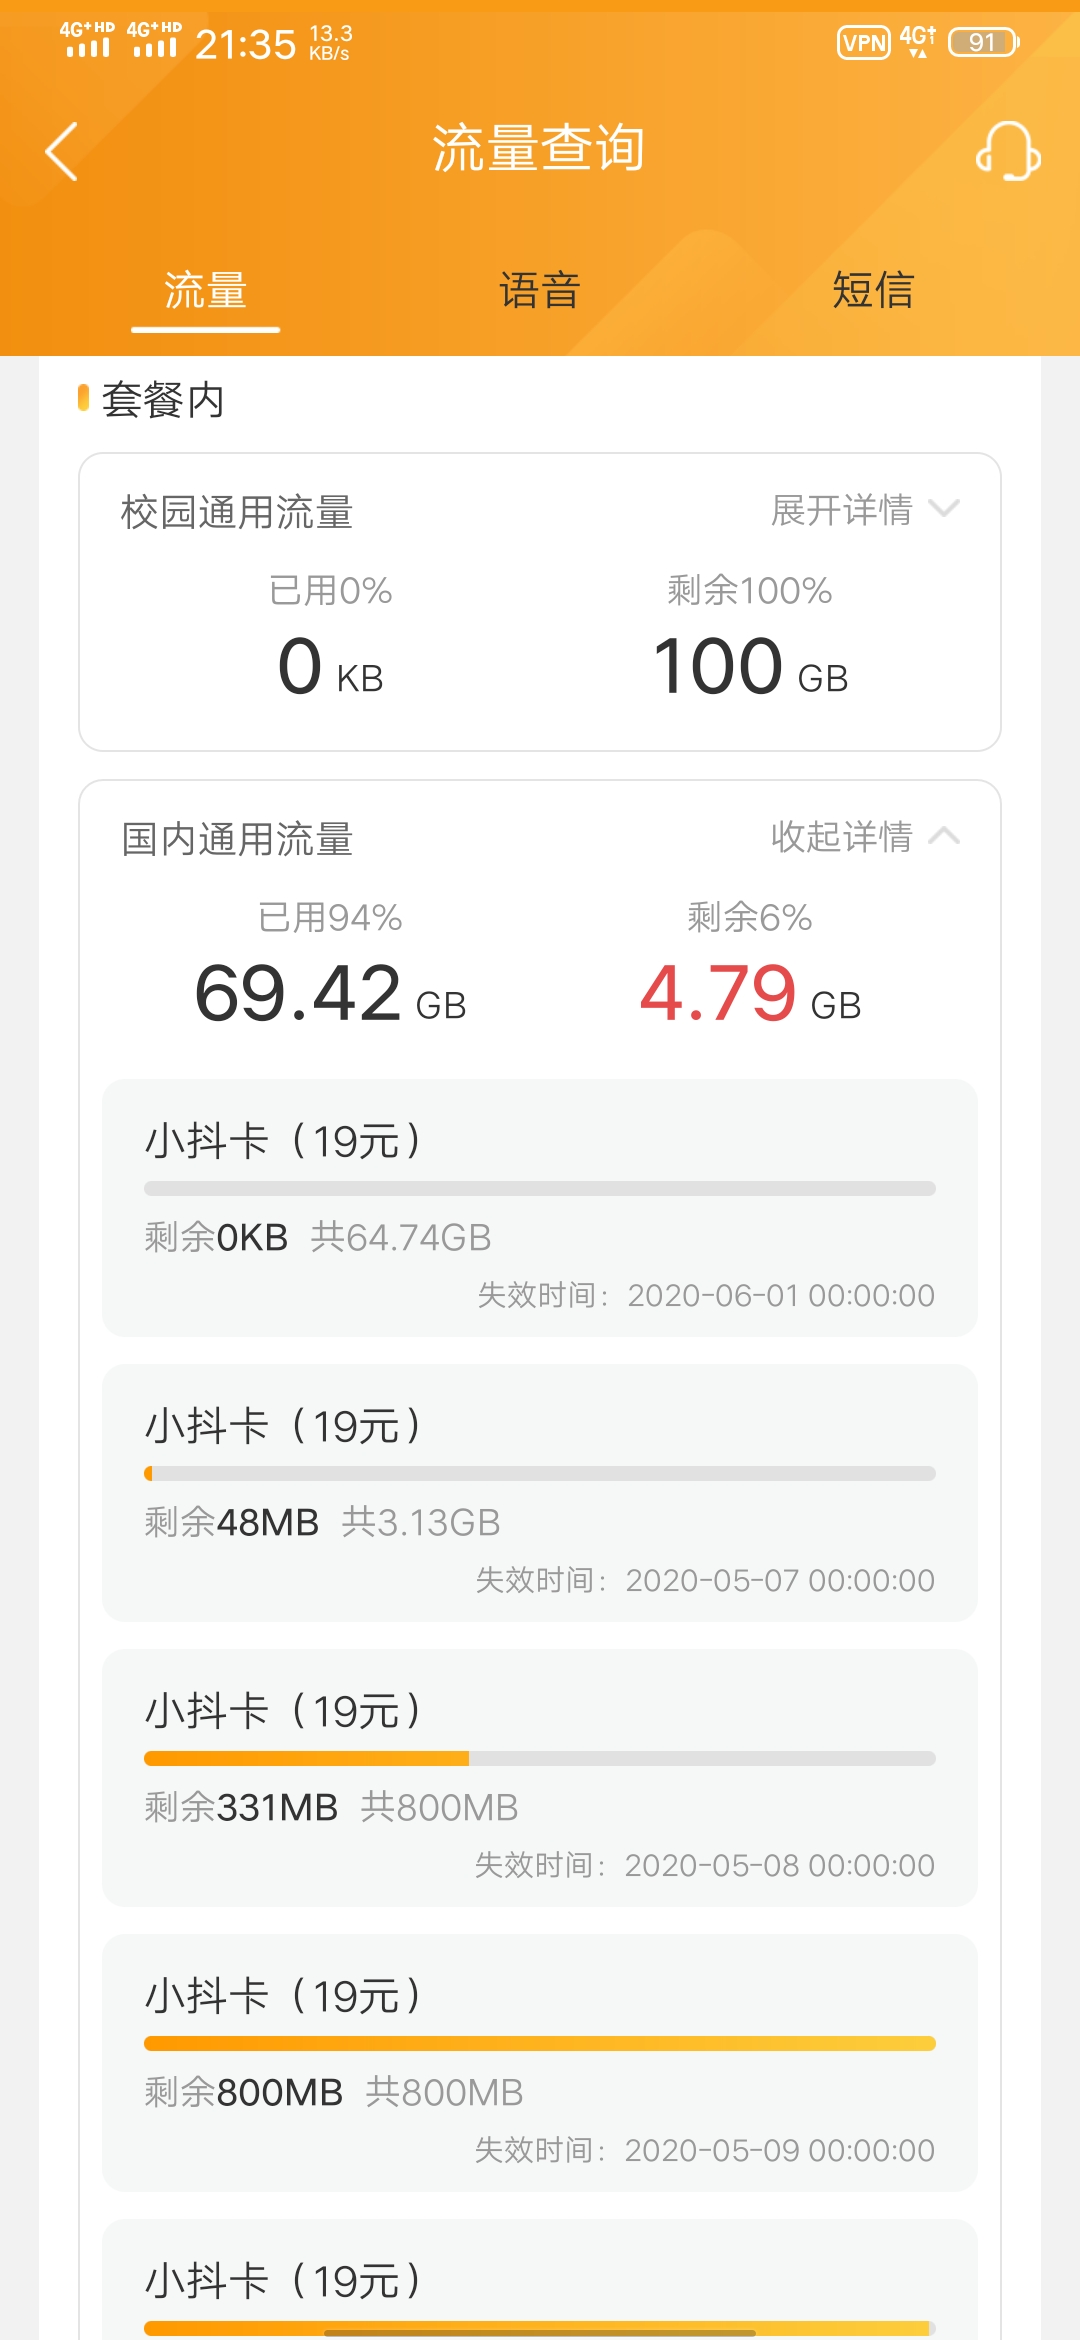 4G+HD 4G+HD 21:35 13.3 KB/s VPN 4G+ 91
流量查询
流量 语音 短信
套餐内
校园通用流量 展开详情
已用0% 剩余100%
0 KB 100 GB
国内通用流量 收起详情
已用94% 剩余6%
69.42 GB 4.79 GB
小抖卡（19元）
剩余0KB 共64.74GB
失效时间：2020-06-01 00:00:00
小抖卡（19元）
剩余48MB 共3.13GB
失效时间：2020-05-07 00:00:00
小抖卡（19元）
剩余331MB 共800MB
失效时间：2020-05-08 00:00:00
小抖卡（19元）
剩余800MB 共800MB
失效时间：2020-05-09 00:00:00
小抖卡（19元）